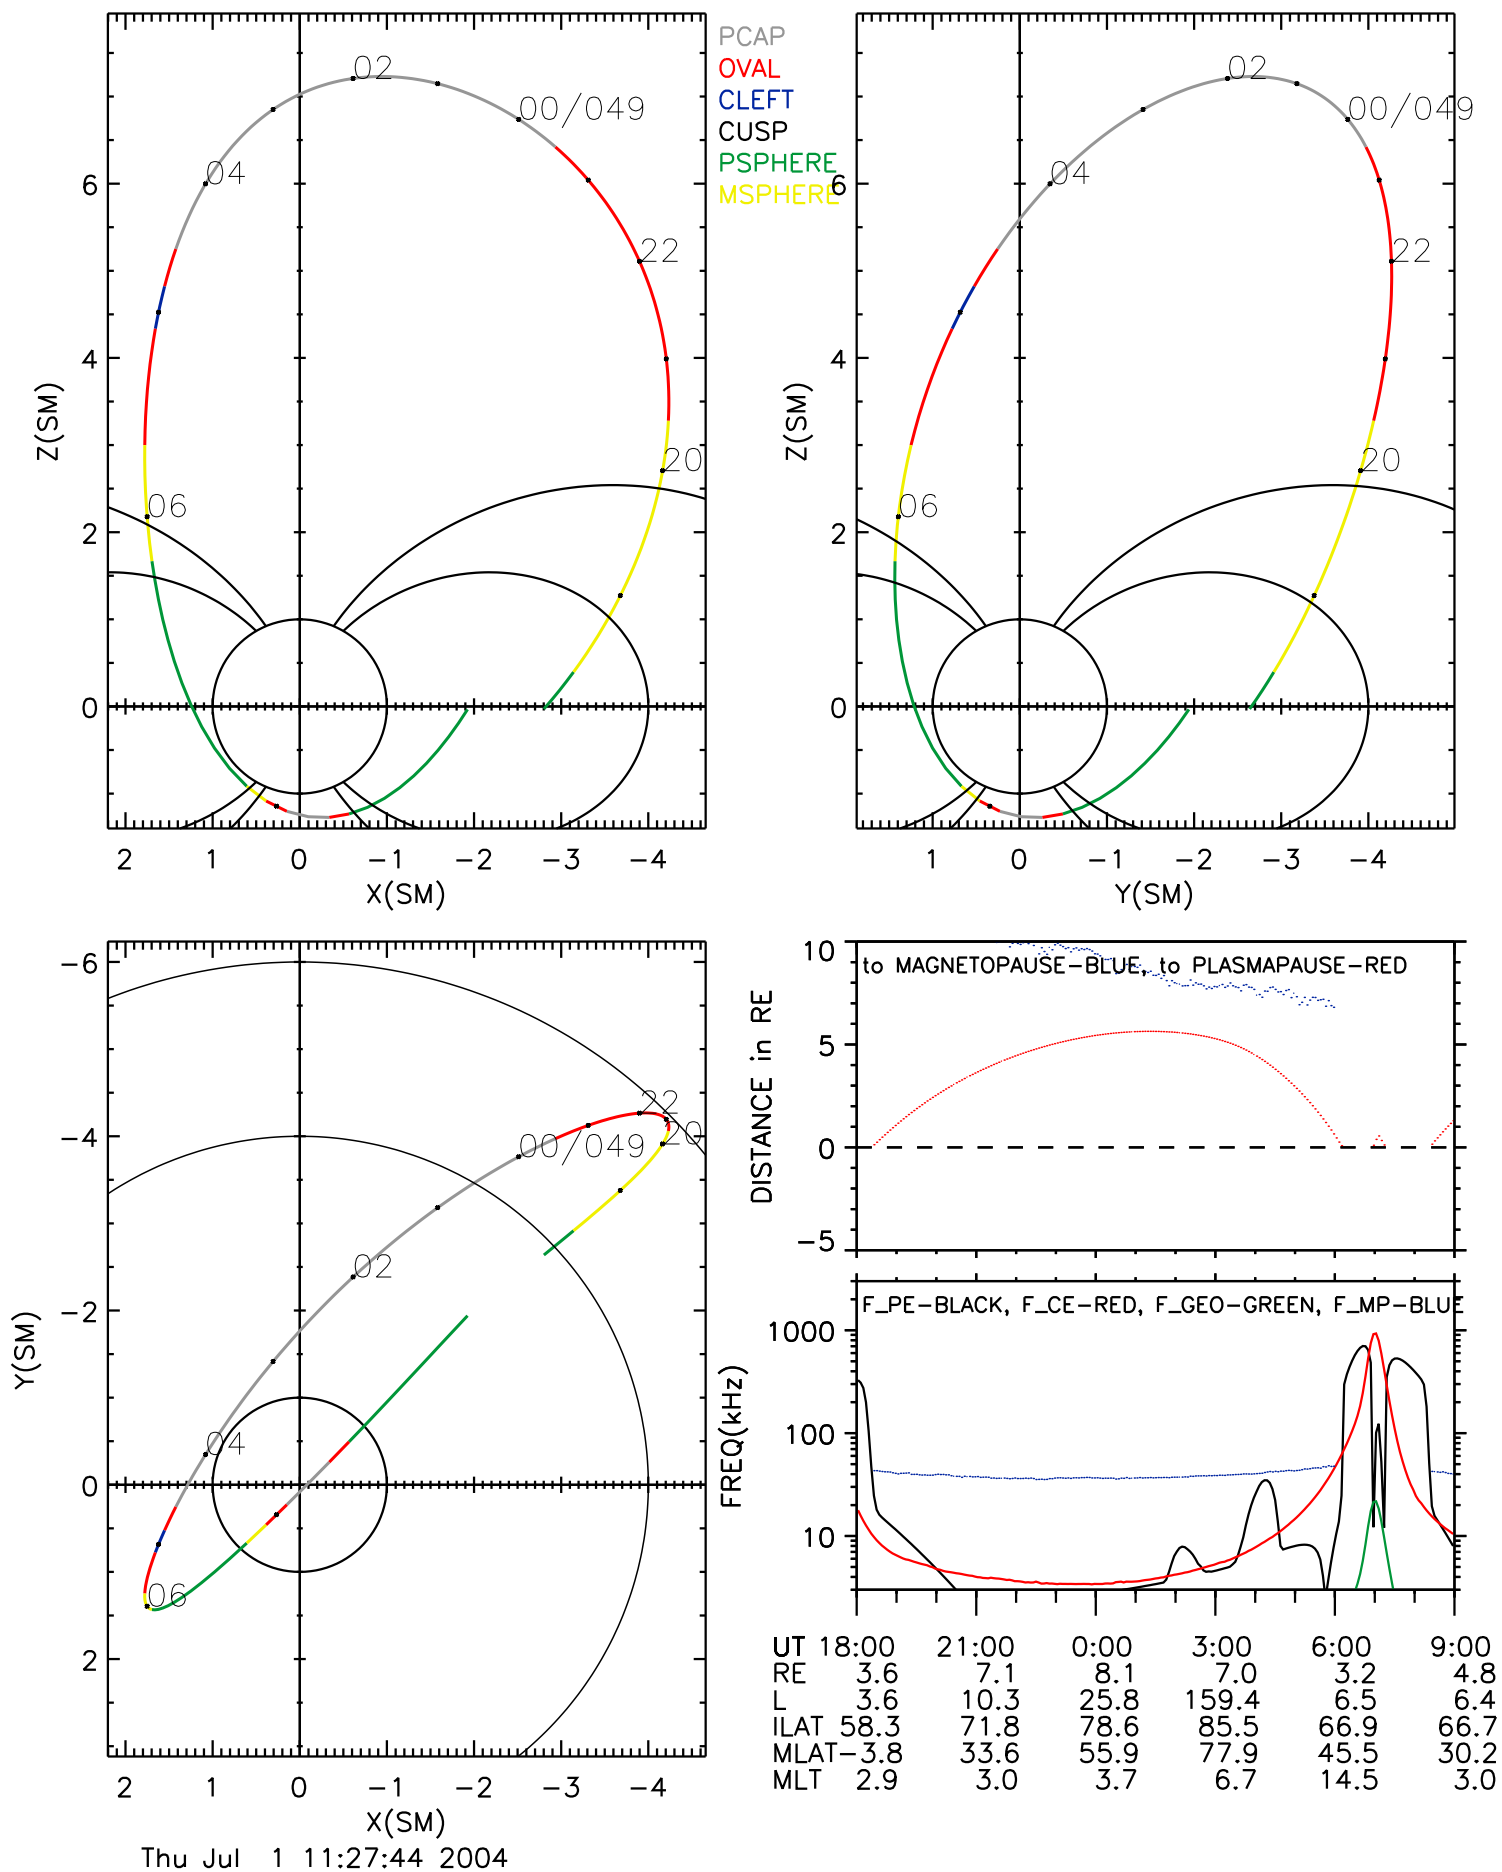 PCAP
OVAL
CLEFT
CUSP
PSPHERE
MSPHERE
02
00/049
04
22
20
06
6
4
2
0
Z(SM)
2 1 0 -1 -2 -3 -4
X(SM)
02
00/049
04
22
20
06
6
4
2
0
Z(SM)
1 0 -1 -2 -3 -4
Y(SM)
-6
-4
-2
0
2
Y(SM)
22
20
00/049
02
04
06
2 1 0 -1 -2 -3 -4
X(SM)
10
5
0
-5
DISTANCE in RE
to MAGNETOPAUSE-BLUE, to PLASMAPAUSE-RED
F_PE-BLACK, F_CE-RED, F_GEO-GREEN, F_MP-BLUE
1000
100
10
FREQ(kHz)
UT 18:00 21:00 0:00 3:00 6:00 9:00
RE 3.6 7.1 8.1 7.0 3.2 4.8
L 3.6 10.3 25.8 159.4 6.5 6.4
ILAT 58.3 71.8 78.6 85.5 66.9 66.7
MLAT-3.8 33.6 55.9 77.9 45.5 30.2
MLT 2.9 3.0 3.7 6.7 14.5 3.0
Thu Jul 1 11:27:44 2004